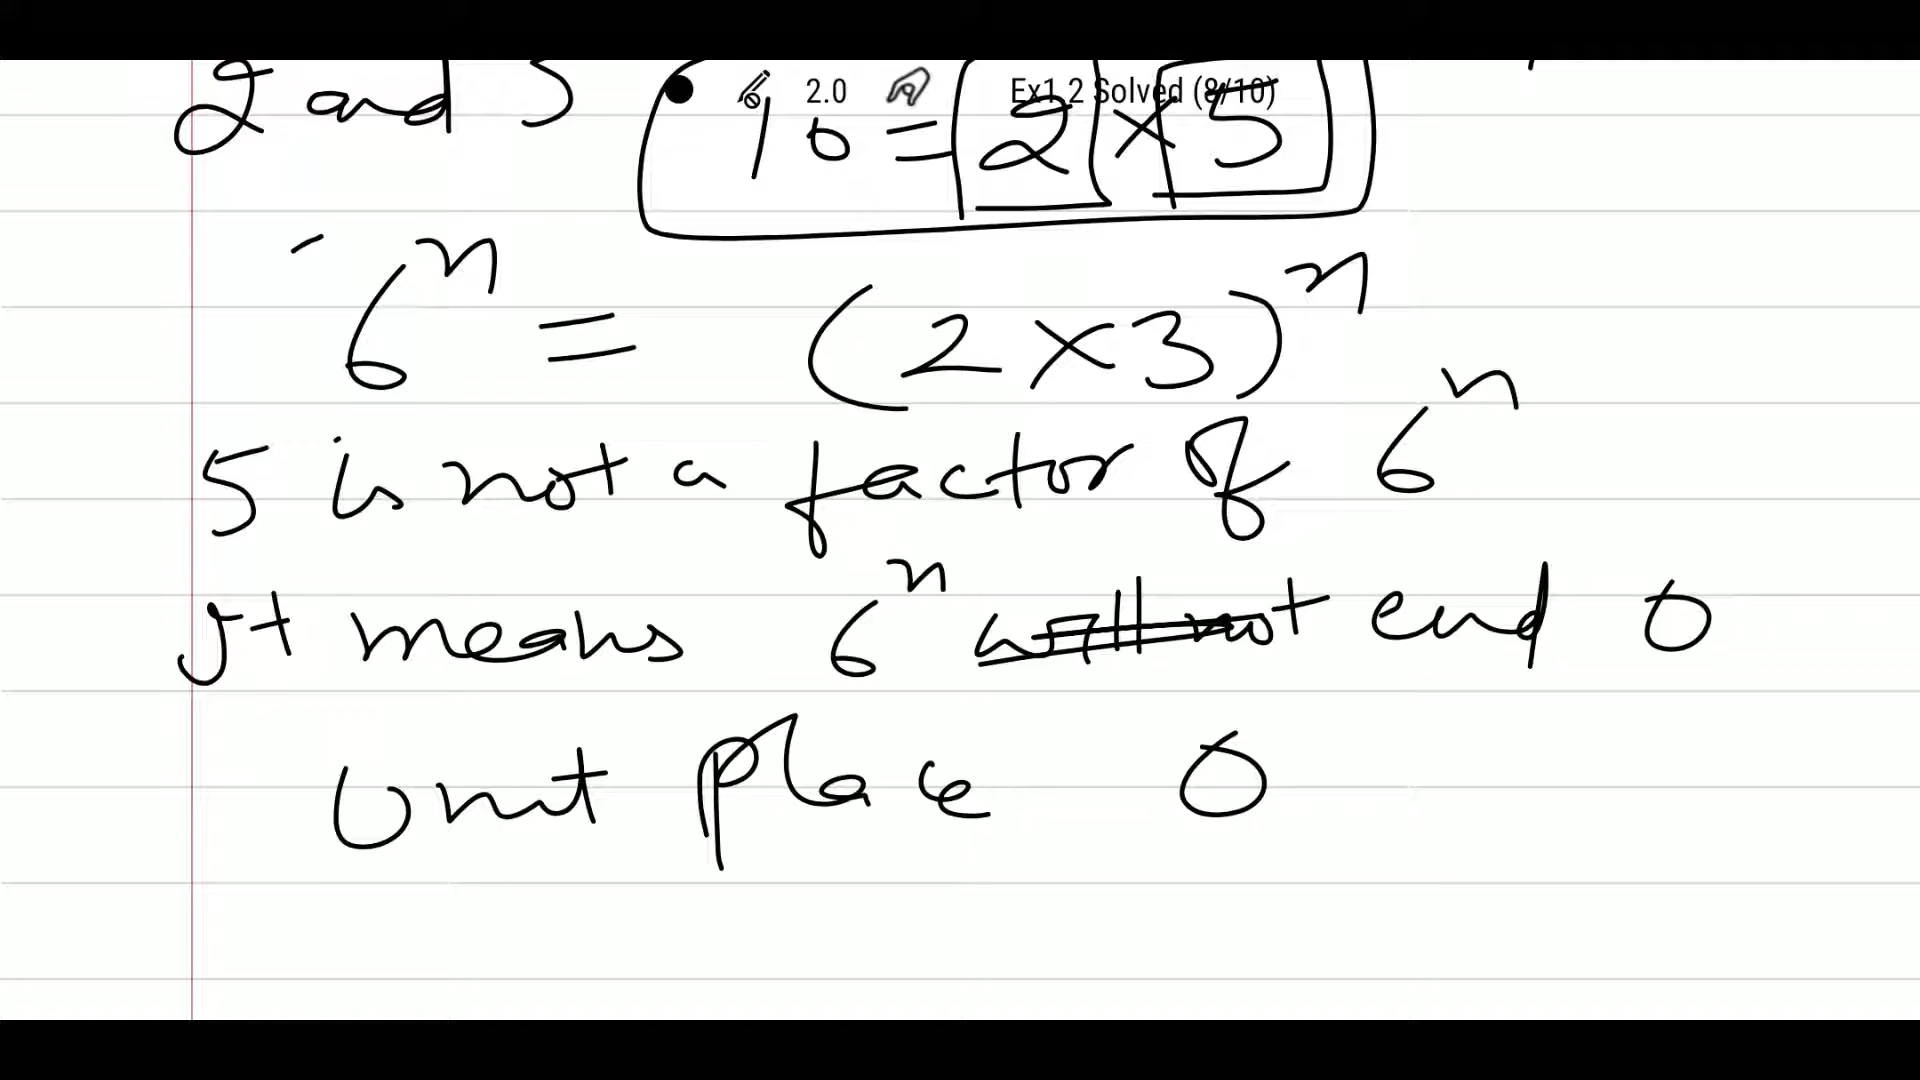 2.0 Ex1.2 Solved (8/10)
2 and 5 10 = 2 × 5
6ⁿ = (2×3)ⁿ
5 is not a factor of 6ⁿ
It means 6ⁿ will not end 0
Unit place 0